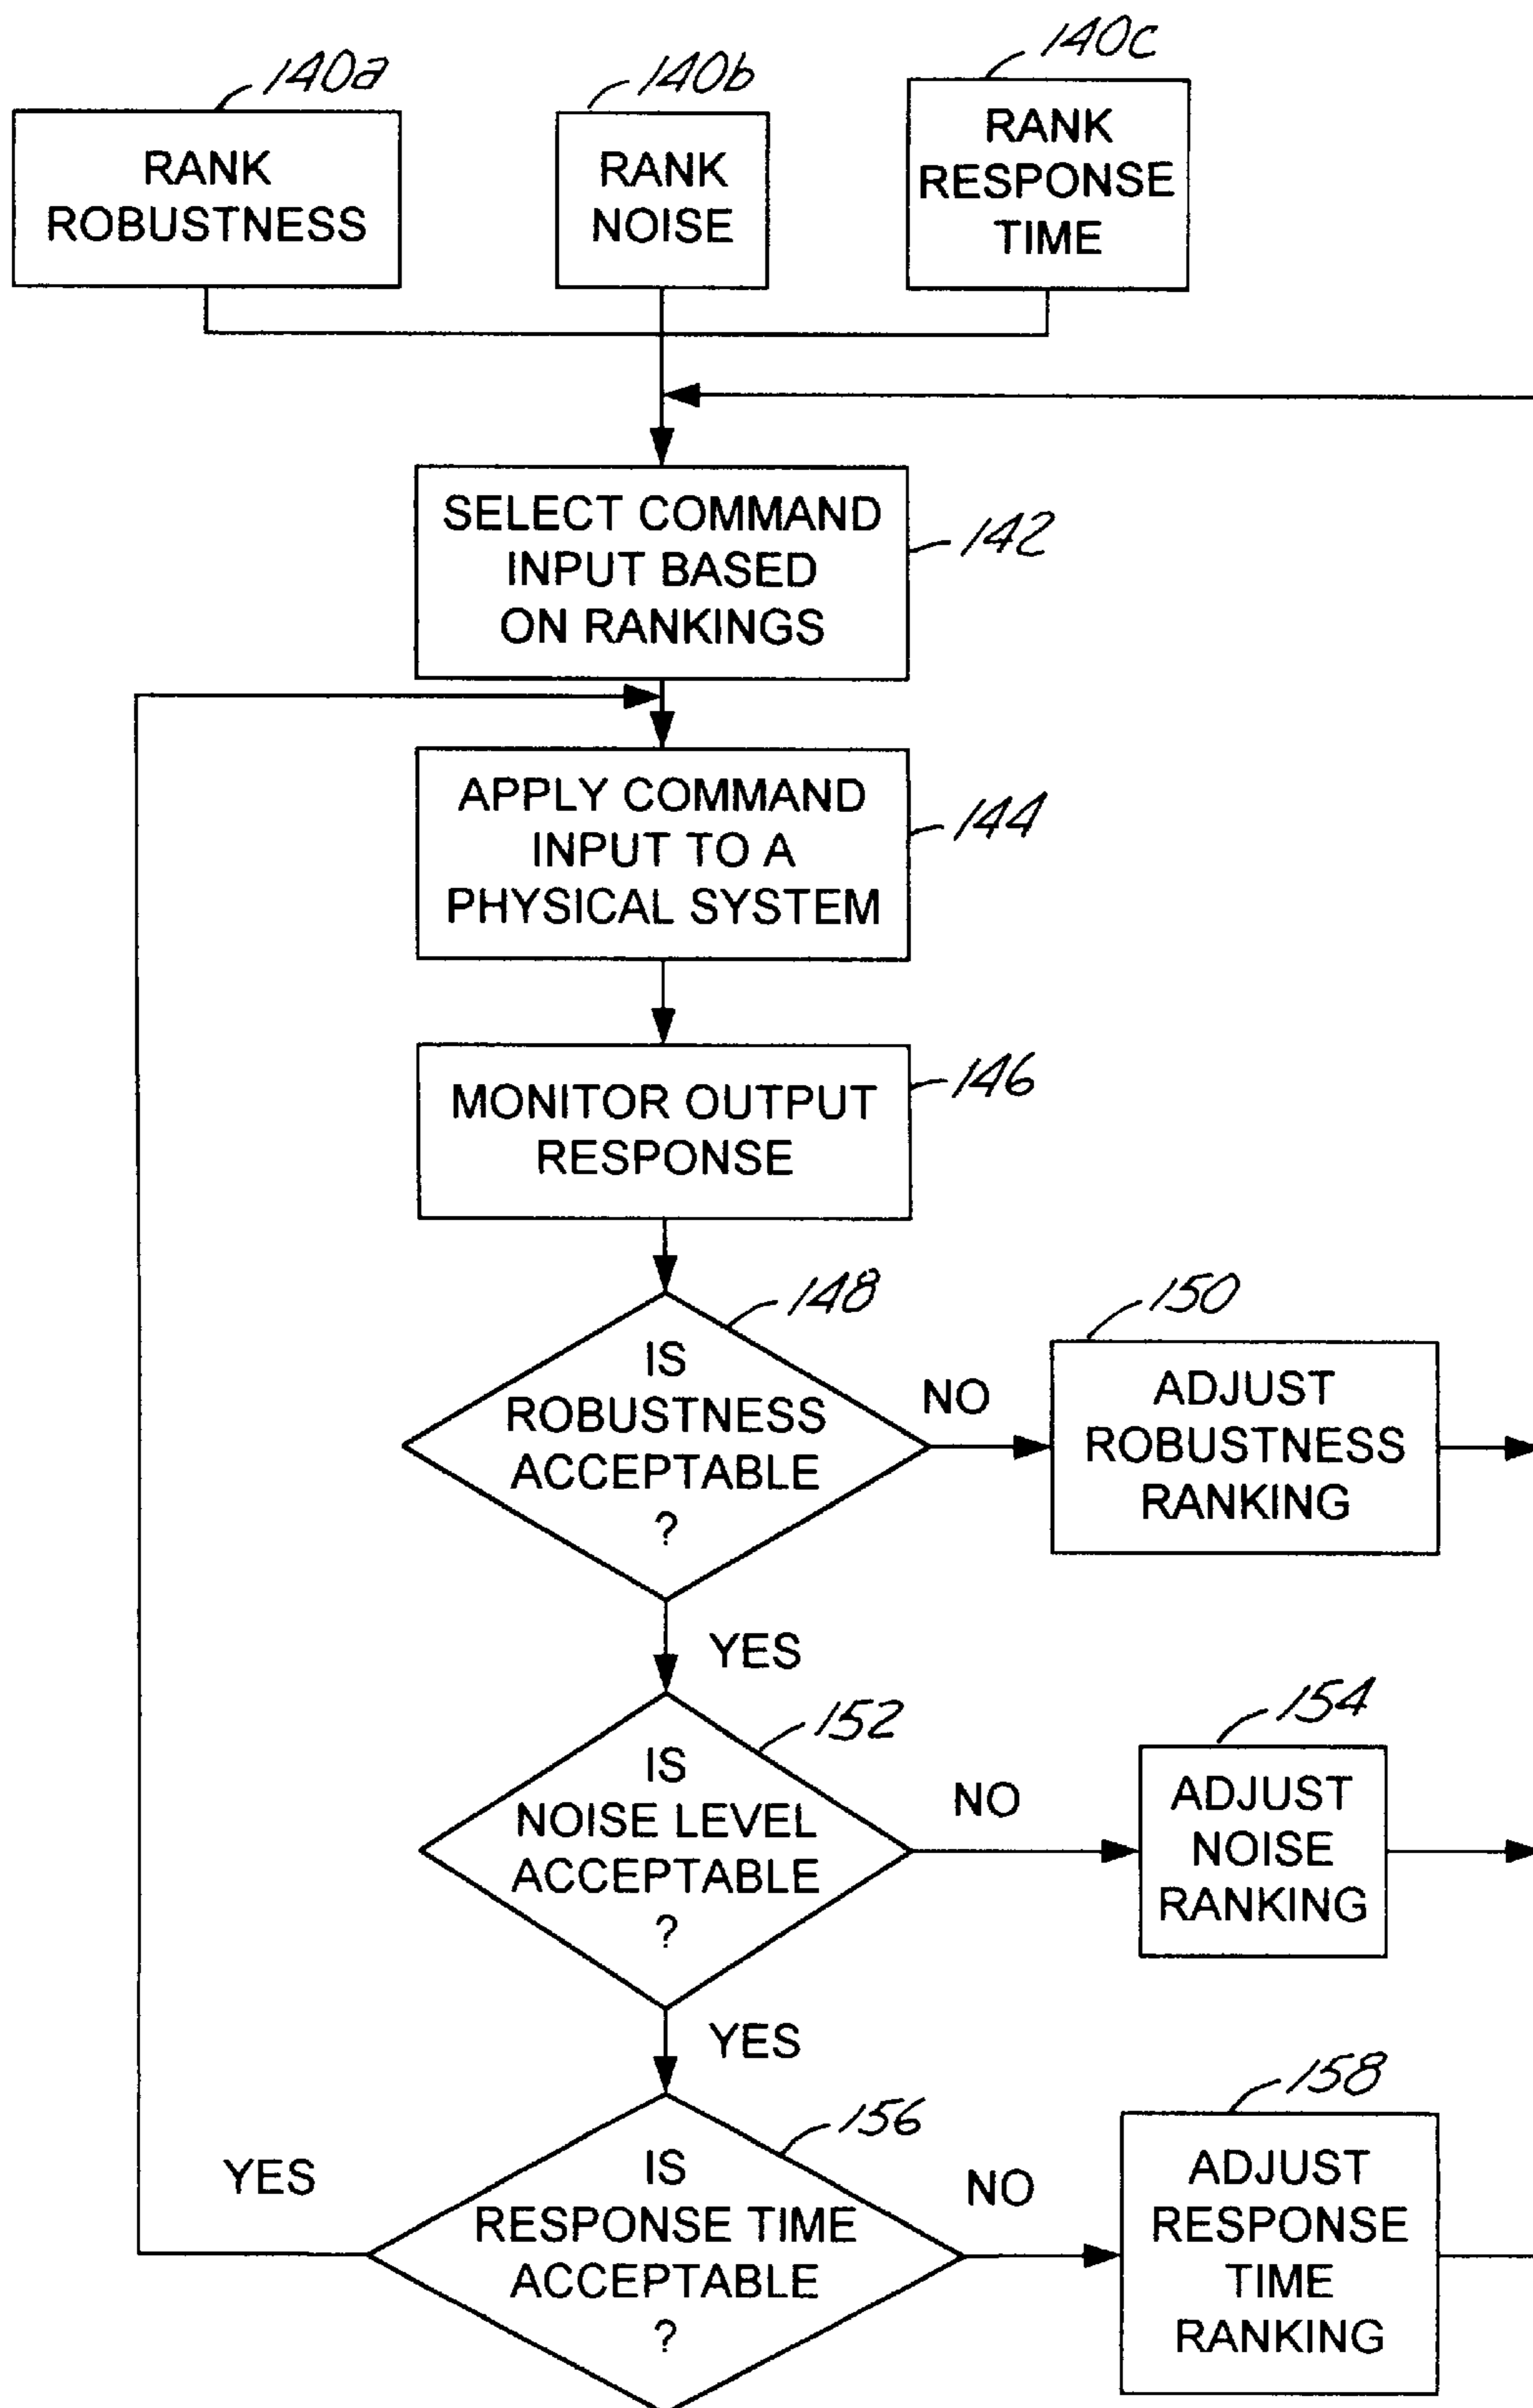 140a
RANK
ROBUSTNESS
140b
RANK
NOISE
140c
RANK
RESPONSE
TIME
SELECT COMMAND
INPUT BASED
ON RANKINGS
142
APPLY COMMAND
INPUT TO A
PHYSICAL SYSTEM
144
MONITOR OUTPUT
RESPONSE
146
148
IS
ROBUSTNESS
ACCEPTABLE
?
NO
150
ADJUST
ROBUSTNESS
RANKING
YES
152
IS
NOISE LEVEL
ACCEPTABLE
?
NO
154
ADJUST
NOISE
RANKING
YES
156
IS
RESPONSE TIME
ACCEPTABLE
?
YES
NO
158
ADJUST
RESPONSE
TIME
RANKING